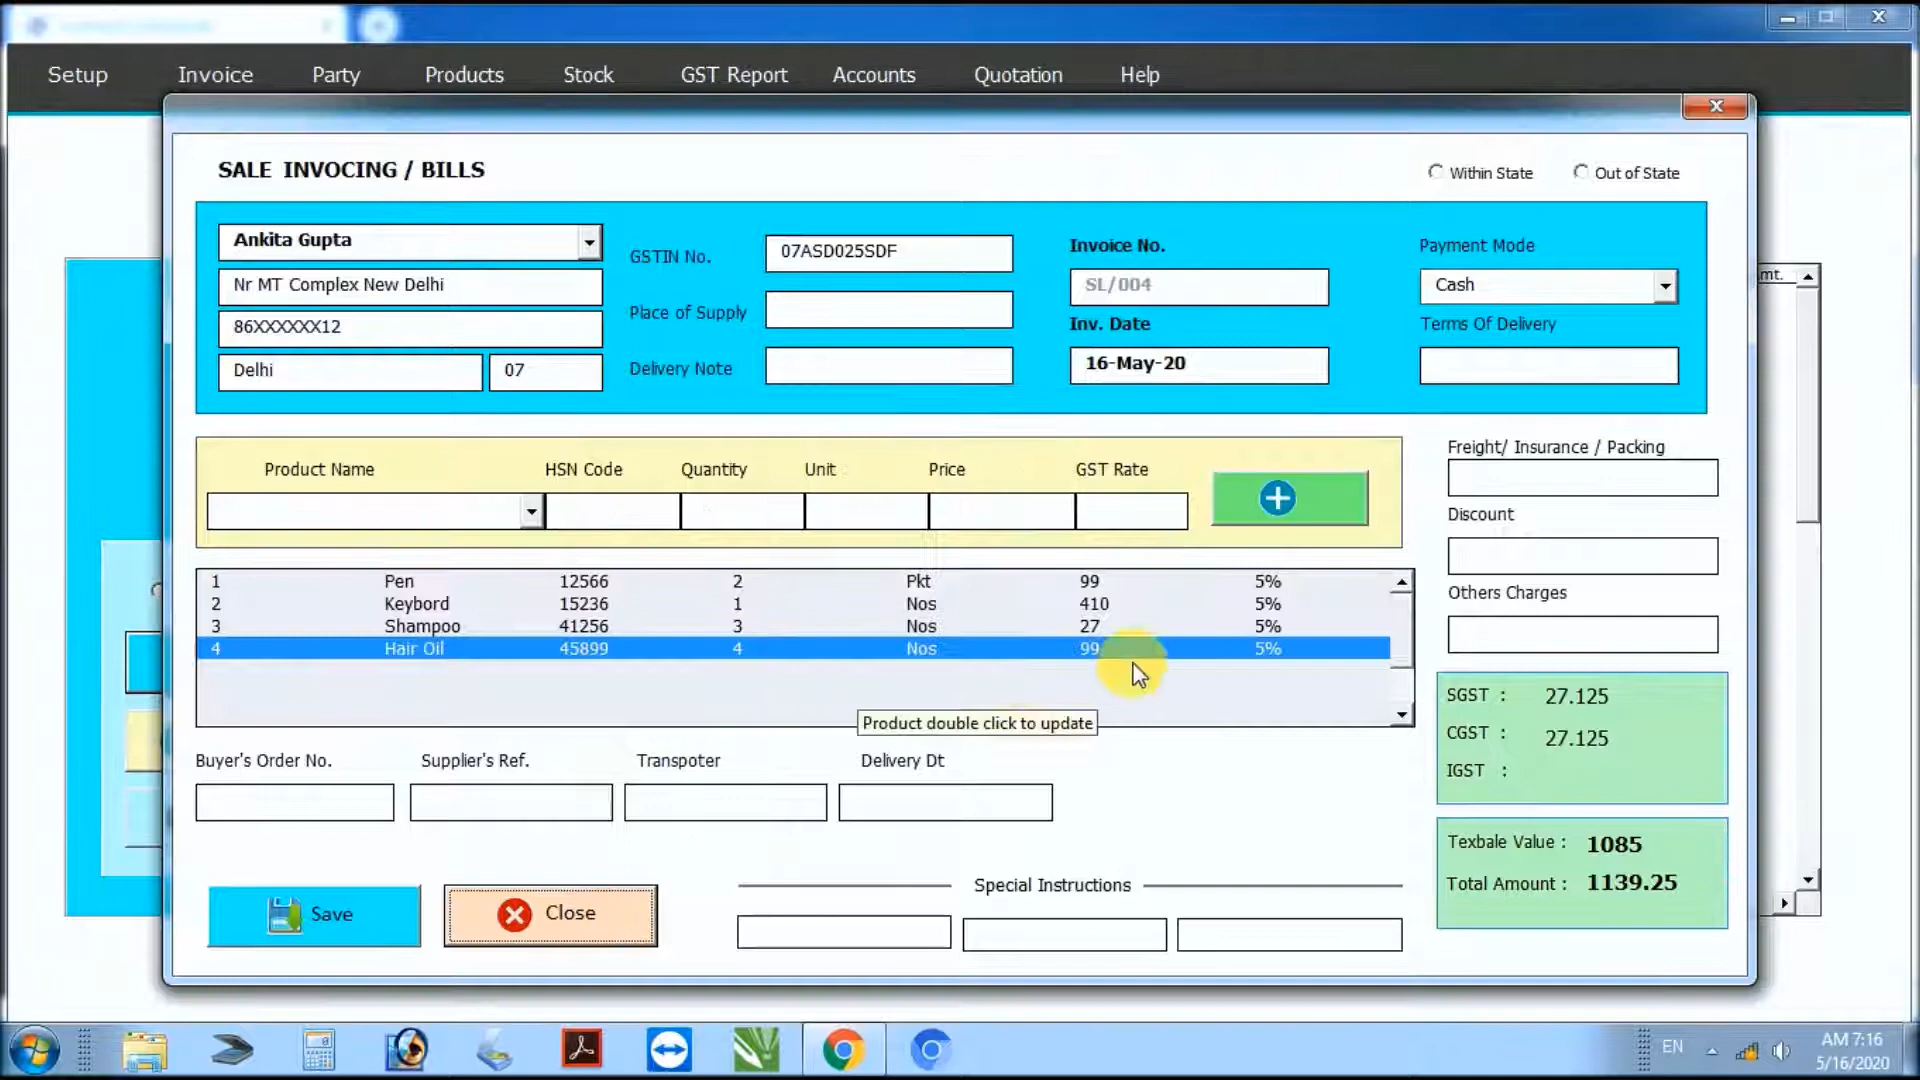 Setup Invoice Party Products Stock GST Report Accounts Quotation Help
SALE INVOCING / BILLS
Within State Out of State
Ankita Gupta
Nr MT Complex New Delhi
86XXXXXX12
Delhi 07
GSTIN No. 07ASD025SDF
Place of Supply
Delivery Note
Invoice No.
SL/004
Inv. Date
16-May-20
Payment Mode
Cash
Terms Of Delivery
mt.
Product Name HSN Code Quantity Unit Price GST Rate
1 Pen 12566 2 Pkt 99 5%
2 Keybord 15236 1 Nos 410 5%
3 Shampoo 41256 3 Nos 27 5%
4 Hair Oil 45899 4 Nos 99 5%
Product double click to update
Freight/ Insurance / Packing
Discount
Others Charges
SGST : 27.125
CGST : 27.125
IGST :
Texbale Value : 1085
Total Amount : 1139.25
Buyer's Order No. Supplier's Ref. Transpoter Delivery Dt
Save Close
Special Instructions
EN
AM 7:16
5/16/2020